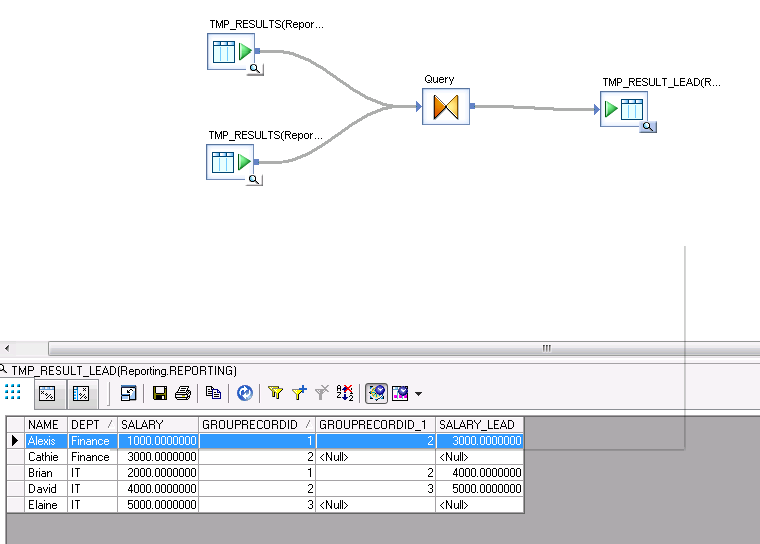 TMP_RESULTS(Repor...
Query
TMP_RESULT_LEAD(R...
TMP_RESULTS(Repor...
TMP_RESULT_LEAD(Reporting.REPORTING)
NAME DEPT SALARY GROUPRECORDID GROUPRECORDID_1 SALARY_LEAD
Alexis Finance 1000.0000000 1 2 3000.0000000
Cathie Finance 3000.0000000 2 <Null> <Null>
Brian IT 2000.0000000 1 2 4000.0000000
David IT 4000.0000000 2 3 5000.0000000
Elaine IT 5000.0000000 3 <Null> <Null>